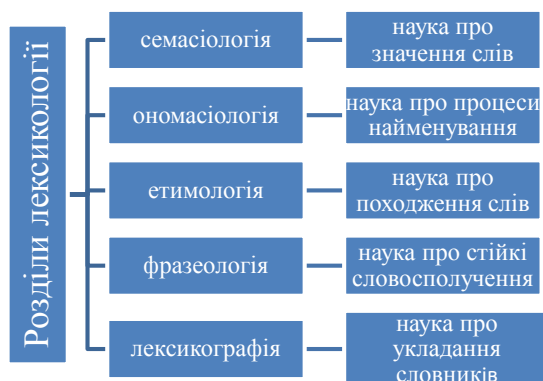 Розділи лексикології
семасіологія
наука про
значення слів
ономасіологія
наука про процеси
найменування
етимологія
наука про
походження слів
фразеологія
наука про стійкі
словосполучення
лексикографія
наука про
укладання
словників